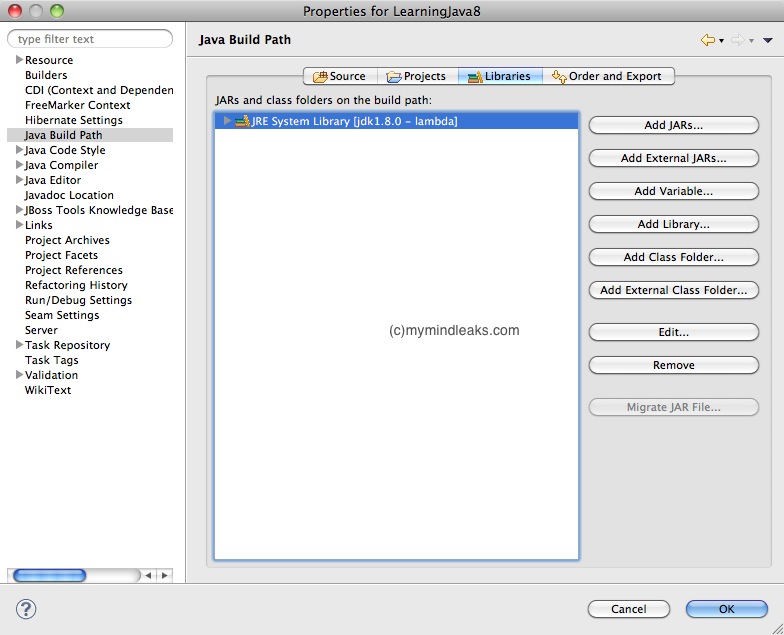 Properties for LearningJava8
type filter text
Resource
Builders
CDI (Context and Dependen
FreeMarker Context
Hibernate Settings
Java Build Path
Java Code Style
Java Compiler
Java Editor
Javadoc Location
JBoss Tools Knowledge Base
Links
Project Archives
Project Facets
Project References
Refactoring History
Run/Debug Settings
Seam Settings
Server
Task Repository
Task Tags
Validation
WikiText
Java Build Path
Source Projects Libraries Order and Export
JARs and class folders on the build path:
JRE System Library [jdk1.8.0 - lambda]
(c)mymindleaks.com
Add JARs...
Add External JARs...
Add Variable...
Add Library...
Add Class Folder...
Add External Class Folder...
Edit...
Remove
Migrate JAR File...
?
Cancel OK